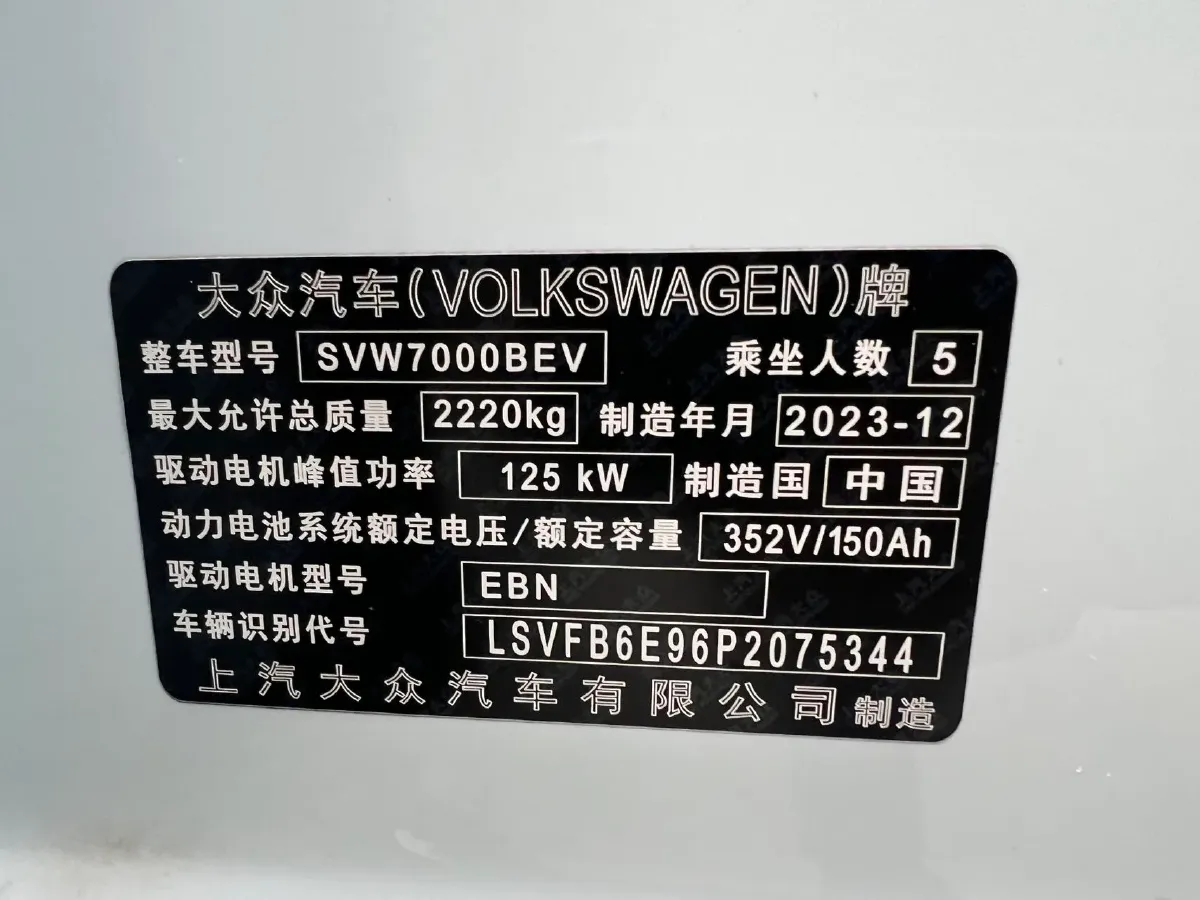 大众汽车(VOLKSWAGEN)牌
整车型号 SVW7000BEV 乘坐人数 5
最大允许总质量 2220kg 制造年月 2023-12
驱动电机峰值功率 125 kW 制造国 中国
动力电池系统额定电压/额定容量 352V/150Ah
驱动电机型号 EBN
车辆识别代号 LSVFB6E96P2075344
上汽大众汽车有限公司制造